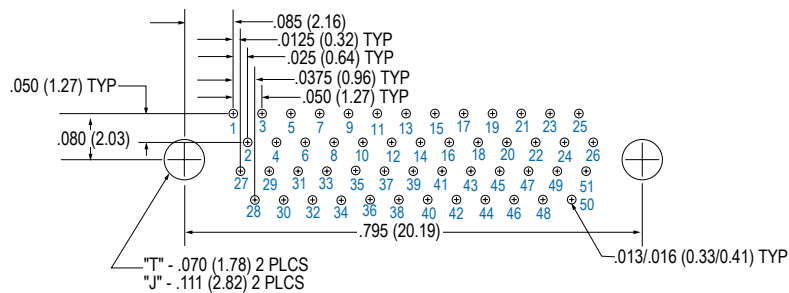 .085 (2.16)
.0125 (0.32) TYP
.025 (0.64) TYP
.0375 (0.96) TYP
.050 (1.27) TYP
.050 (1.27) TYP
.080 (2.03)
1 3 5 7 9 11 13 15 17 19 21 23 25
2 4 6 8 10 12 14 16 18 20 22 24 26
27 29 31 33 35 37 39 41 43 45 47 49 51
28 30 32 34 36 38 40 42 44 46 48 50
.795 (20.19)
.013/.016 (0.33/0.41) TYP
"T" - .070 (1.78) 2 PLCS
"J" - .111 (2.82) 2 PLCS